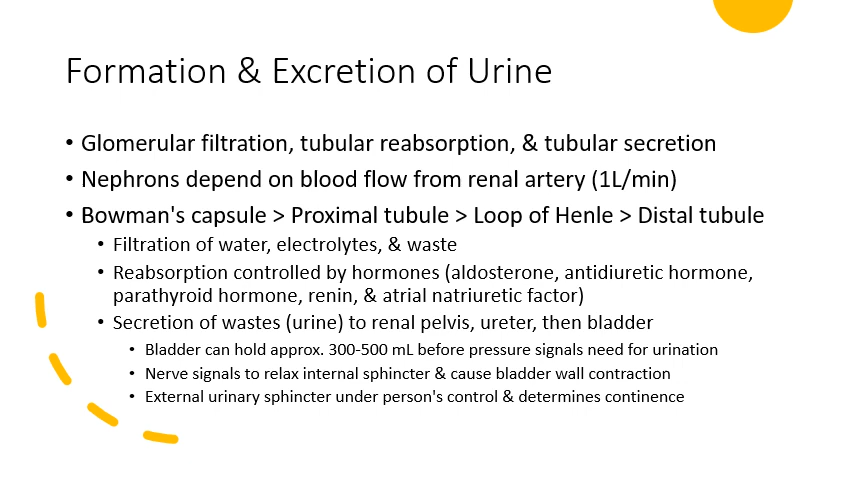 Formation & Excretion of Urine
• Glomerular filtration, tubular reabsorption, & tubular secretion
• Nephrons depend on blood flow from renal artery (1L/min)
• Bowman's capsule > Proximal tubule > Loop of Henle > Distal tubule
• Filtration of water, electrolytes, & waste
• Reabsorption controlled by hormones (aldosterone, antidiuretic hormone,
parathyroid hormone, renin, & atrial natriuretic factor)
• Secretion of wastes (urine) to renal pelvis, ureter, then bladder
• Bladder can hold approx. 300-500 mL before pressure signals need for urination
• Nerve signals to relax internal sphincter & cause bladder wall contraction
• External urinary sphincter under person's control & determines continence